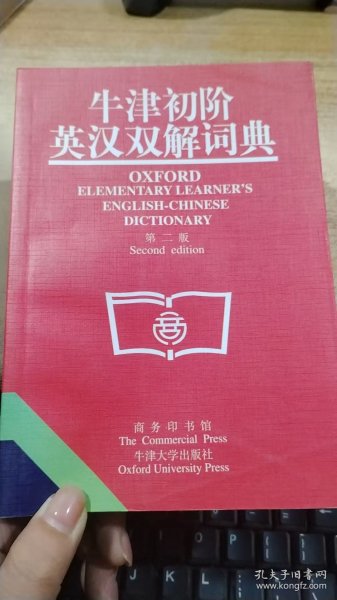 牛津初阶
英汉双解词典
OXFORD
ELEMENTARY LEARNER'S
ENGLISH-CHINESE
DICTIONARY
第二版
Second edition
商务印书馆
The Commercial Press
牛津大学出版社
Oxford University Press
孔夫子旧书网
www.kongfz.com